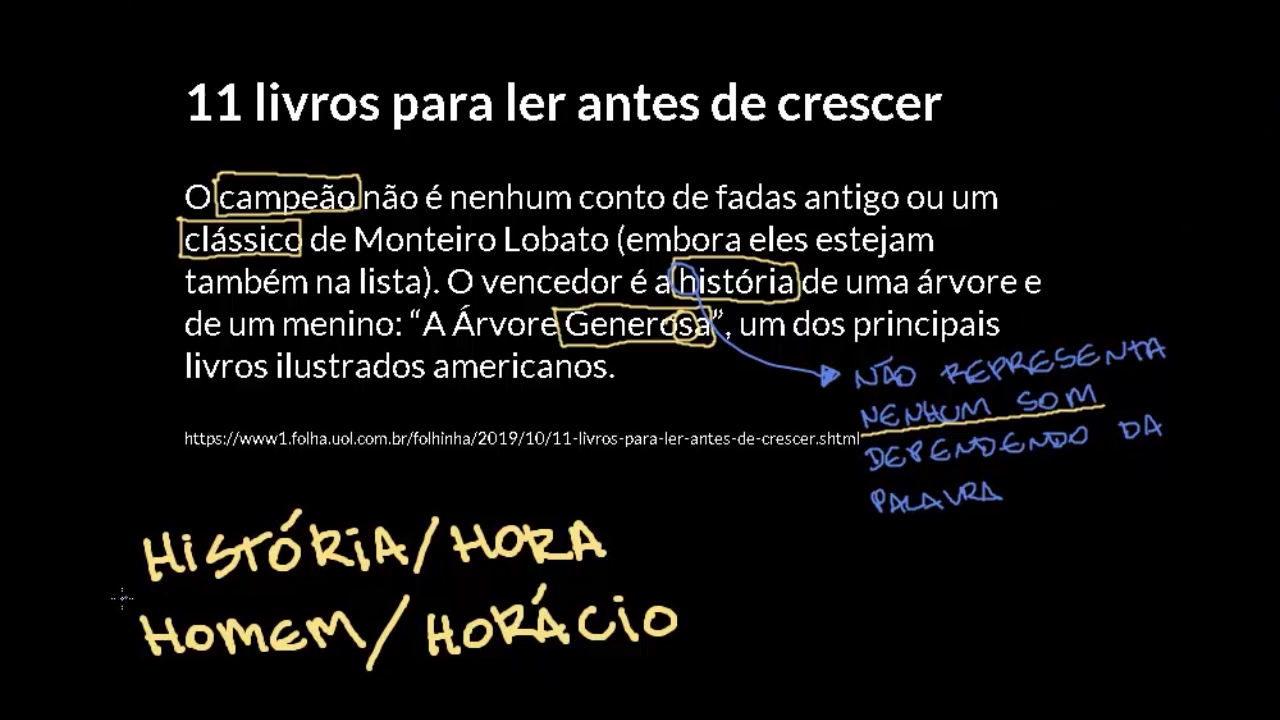 11 livros para ler antes de crescer
O campeão não é nenhum conto de fadas antigo ou um
clássico de Monteiro Lobato (embora eles estejam
também na lista). O vencedor é a história de uma árvore e
de um menino: “A Árvore Generosa”, um dos principais
livros ilustrados americanos.
NÃO REPRESENTA
NENHUM SOM
DEPENDENDO DA
PALAVRA
https://www1.folha.uol.com.br/folhinha/2019/10/11-livros-para-ler-antes-de-crescer.shtml
HISTÓRIA/HORA
HOMEM/HORÁCIO